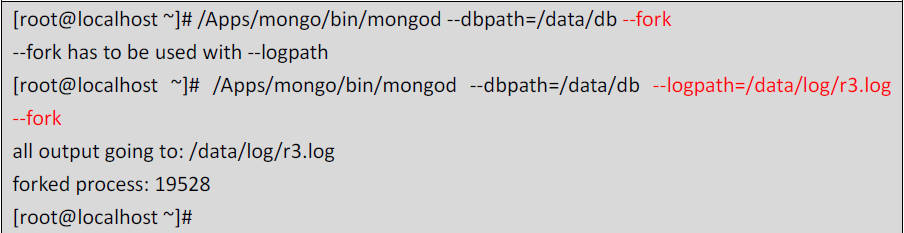 [root@localhost ~]# /Apps/mongo/bin/mongod --dbpath=/data/db --fork
--fork has to be used with --logpath
[root@localhost ~]# /Apps/mongo/bin/mongod --dbpath=/data/db --logpath=/data/log/r3.log
--fork
all output going to: /data/log/r3.log
forked process: 19528
[root@localhost ~]#